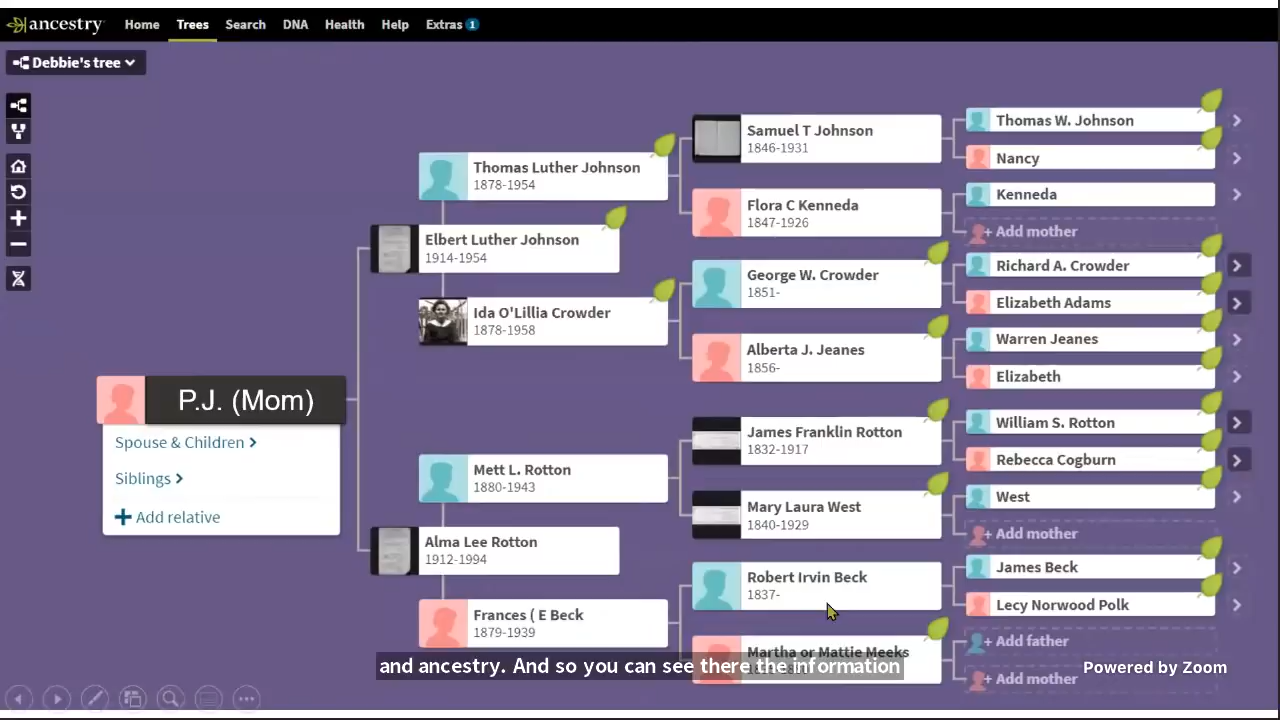 ancestry
Home
Trees
Search
DNA
Health
Help
Extras 1
Debbie's tree
P.J. (Mom)
Spouse & Children
Siblings
Add relative
Elbert Luther Johnson
1914-1954
Alma Lee Rotton
1912-1994
Thomas Luther Johnson
1878-1954
Ida O'Lillia Crowder
1878-1958
Mett L. Rotton
1880-1943
Frances ( E Beck
1879-1939
Samuel T Johnson
1846-1931
Flora C Kenneda
1847-1926
George W. Crowder
1851-
Alberta J. Jeanes
1856-
James Franklin Rotton
1832-1917
Mary Laura West
1840-1929
Robert Irvin Beck
1837-
Martha or Mattie Meeks
Thomas W. Johnson
Nancy
Kenneda
Add mother
Richard A. Crowder
Elizabeth Adams
Warren Jeanes
Elizabeth
William S. Rotton
Rebecca Cogburn
West
Add mother
James Beck
Lecy Norwood Polk
Add father
Add mother
and ancestry. And so you can see there the information
Powered by Zoom